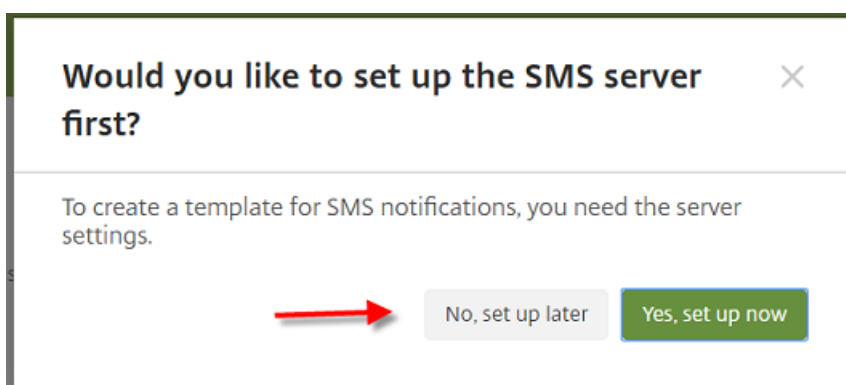 Would you like to set up the SMS server
first?
To create a template for SMS notifications, you need the server
settings.
No, set up later
Yes, set up now